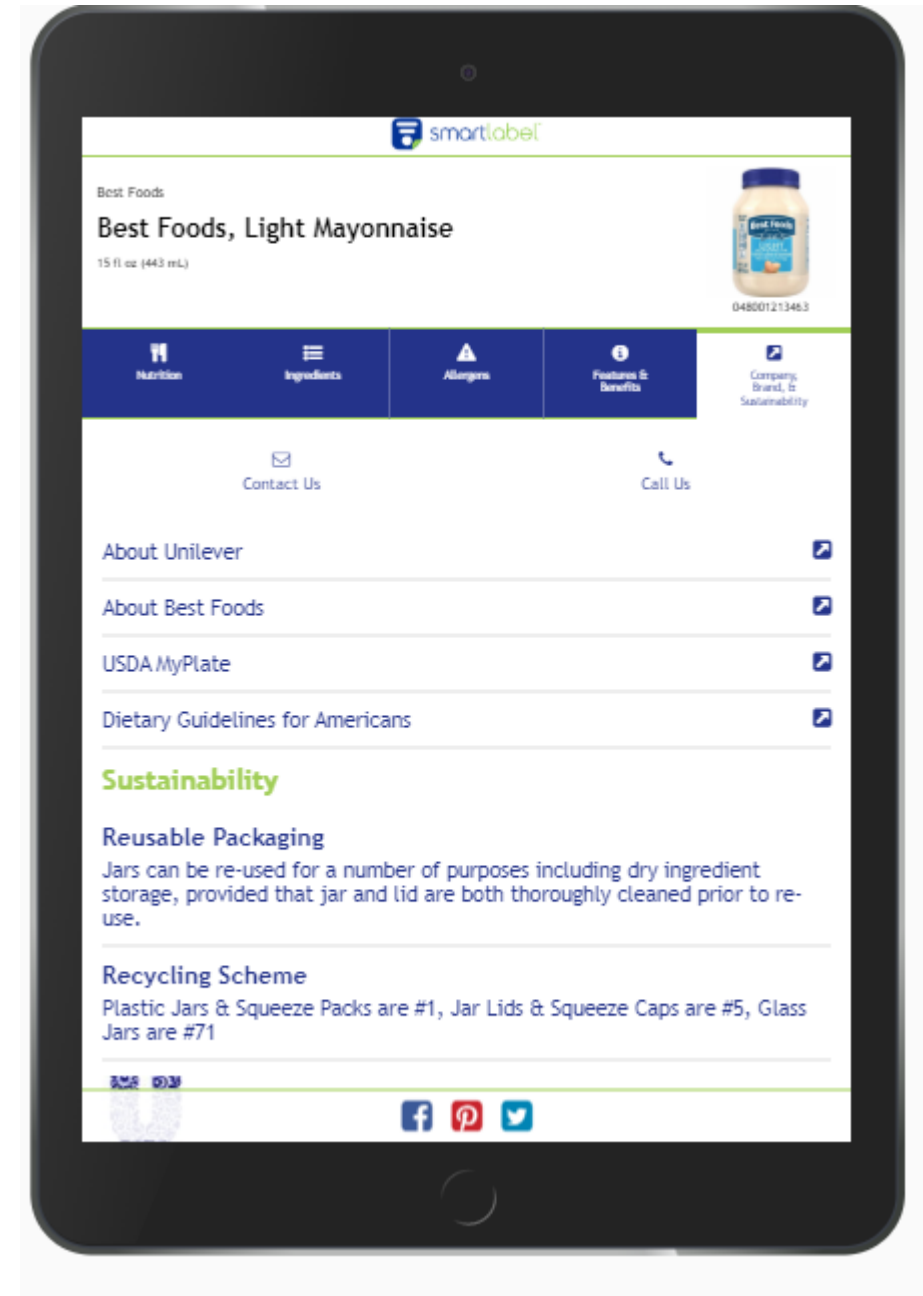 smartlabel™
Best Foods
Best Foods, Light Mayonnaise
15 fl oz (443 mL)
Best Foods
LIGHT
048001213463
Nutrition
Ingredients
Allergens
Features &
Benefits
Company,
Brand, &
Sustainability
Contact Us
Call Us
About Unilever
About Best Foods
USDA MyPlate
Dietary Guidelines for Americans
Sustainability
Reusable Packaging
Jars can be re-used for a number of purposes including dry ingredient
storage, provided that jar and lid are both thoroughly cleaned prior to re-
use.
Recycling Scheme
Plastic Jars & Squeeze Packs are #1, Jar Lids & Squeeze Caps are #5, Glass
Jars are #71